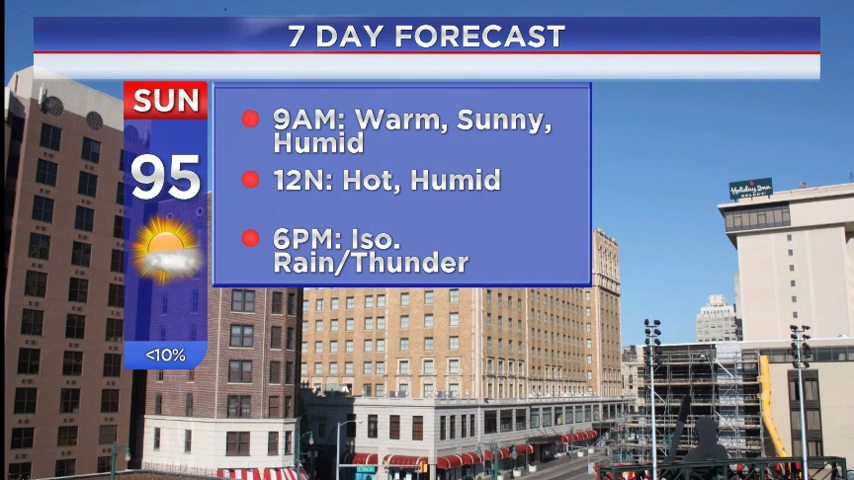 7 DAY FORECAST
SUN
95
<10%
9AM: Warm, Sunny,
Humid
12N: Hot, Humid
6PM: Iso.
Rain/Thunder
Holiday Inn